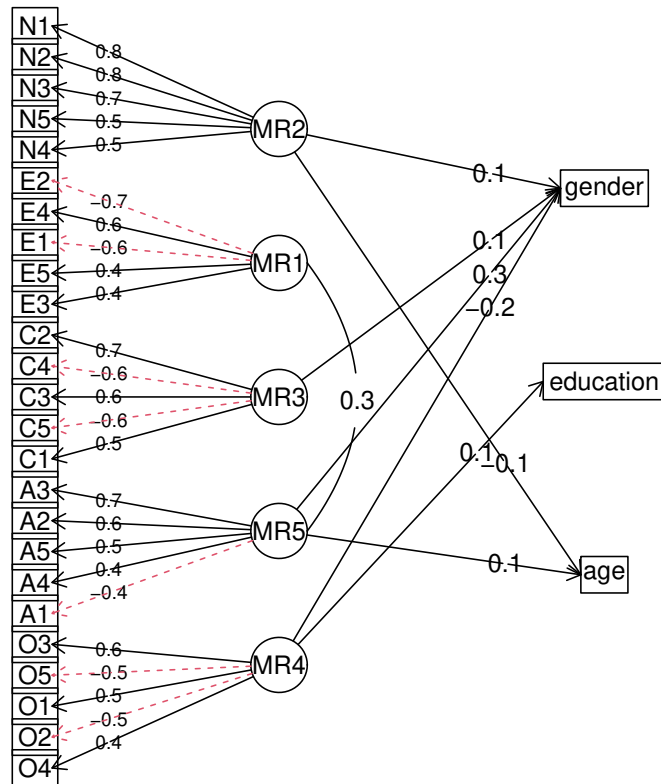 N1
N2
N3
N5
N4
E2
E4
E1
E5
E3
C2
C4
C3
C5
C1
A3
A2
A5
A4
A1
O3
O5
O1
O2
O4
0.8
0.8
0.7
0.5
0.5
−0.7
0.6
−0.6
0.4
0.4
0.7
−0.6
0.6
−0.6
0.5
0.7
0.6
0.5
0.4
−0.4
0.6
−0.5
0.5
−0.5
0.4
MR2
MR1
MR3
MR5
MR4
0.3
0.1
0.1
0.3
−0.2
0.1
−0.1
0.1
gender
education
age